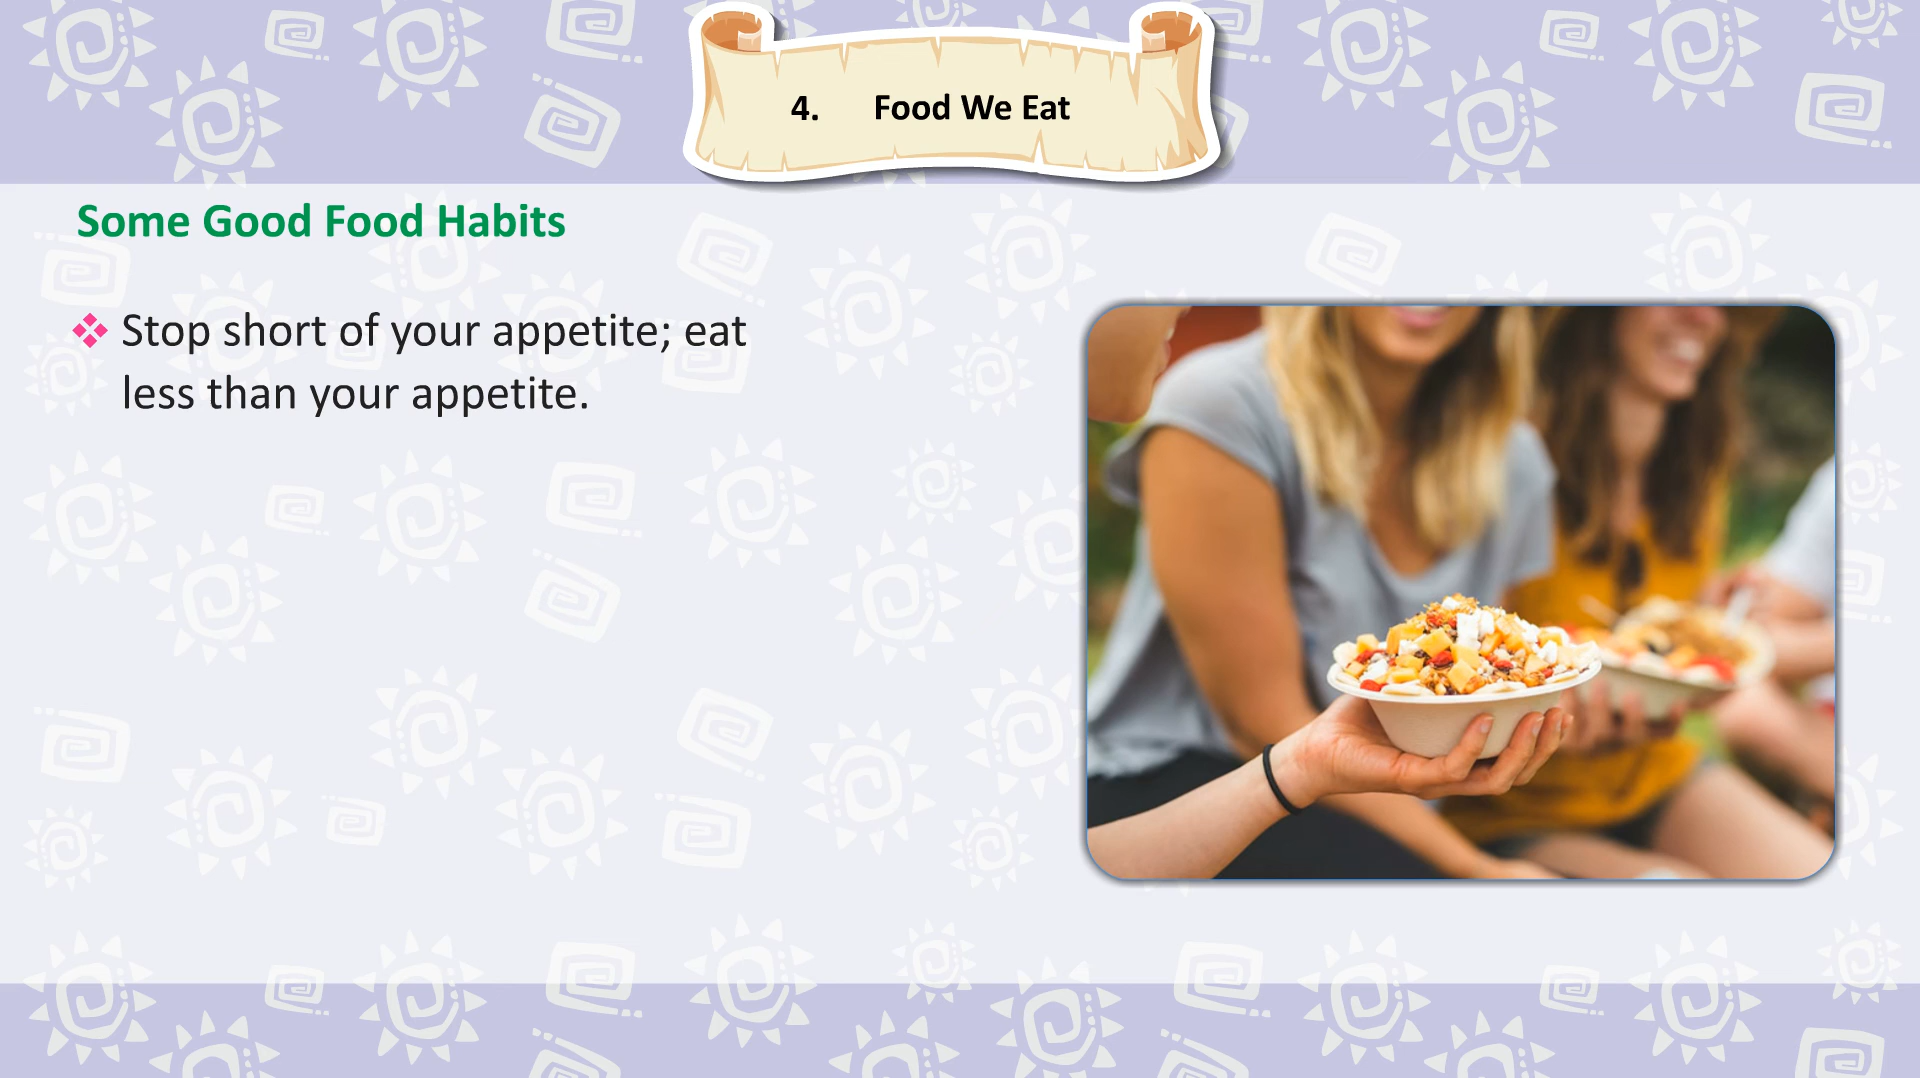 4. Food We Eat
Some Good Food Habits
❖ Stop short of your appetite; eat
less than your appetite.